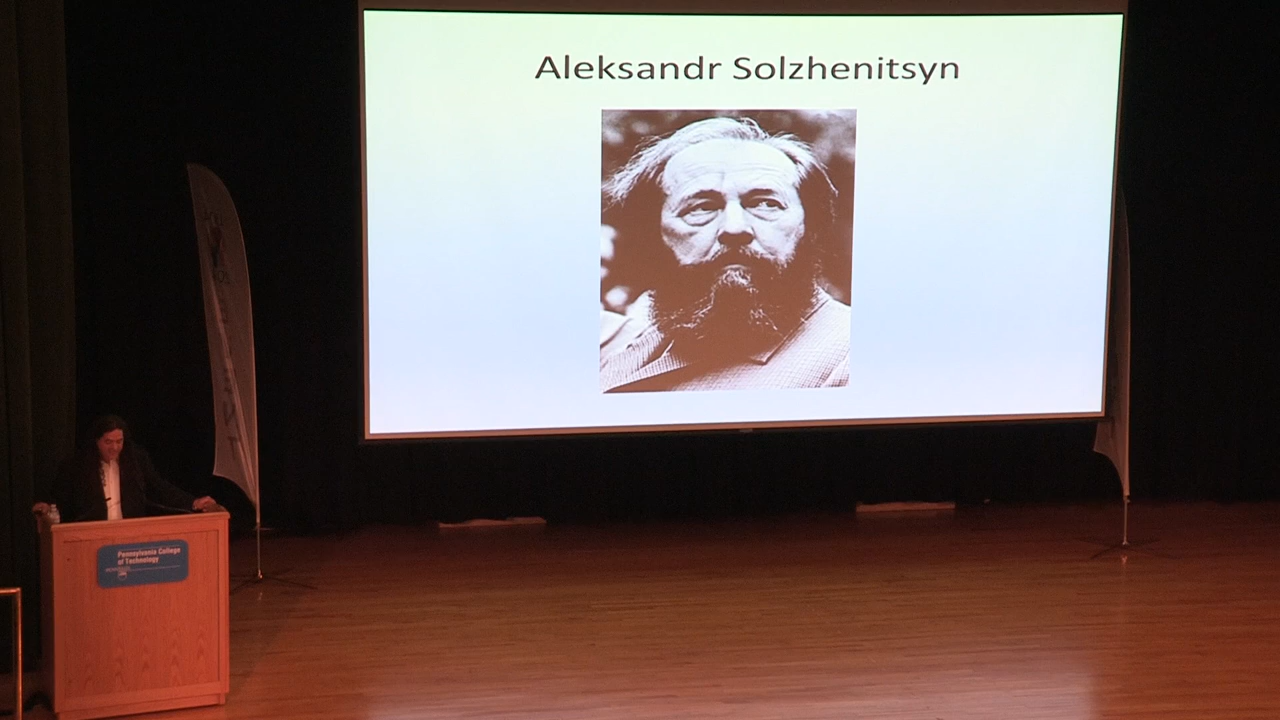 Aleksandr Solzhenitsyn
Pennsylvania College
of Technology